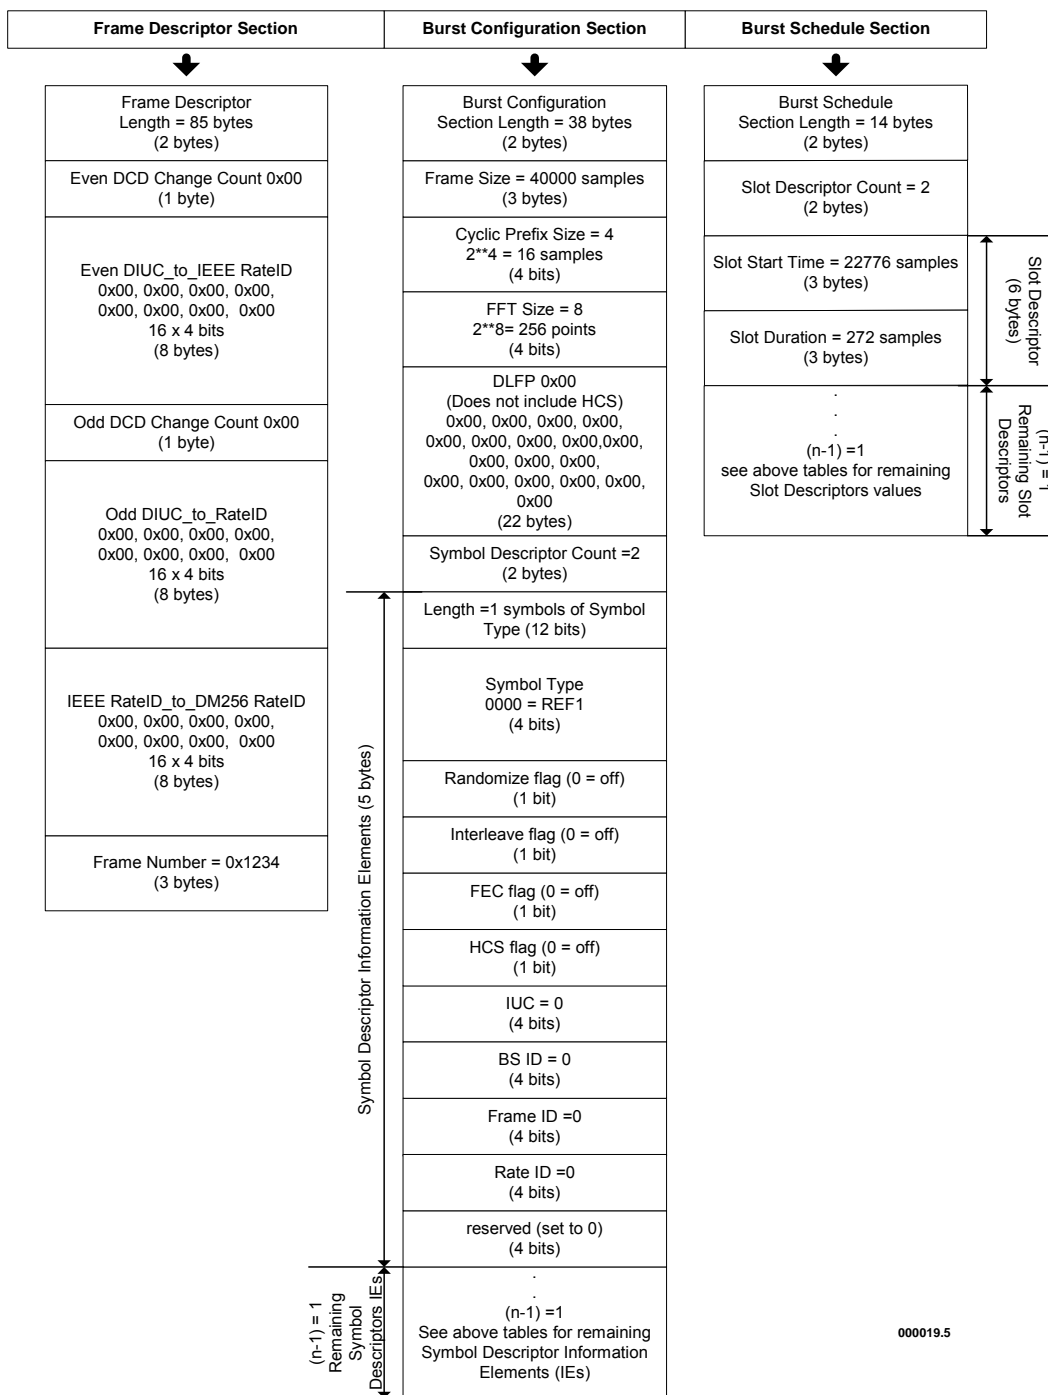 Frame Descriptor Section
Burst Configuration Section
Burst Schedule Section
Frame Descriptor
Length = 85 bytes
(2 bytes)
Even DCD Change Count 0x00
(1 byte)
Even DIUC_to_IEEE RateID
0x00, 0x00, 0x00, 0x00,
0x00, 0x00, 0x00, 0x00
16 x 4 bits
(8 bytes)
Odd DCD Change Count 0x00
(1 byte)
Odd DIUC_to_RateID
0x00, 0x00, 0x00, 0x00,
0x00, 0x00, 0x00, 0x00
16 x 4 bits
(8 bytes)
IEEE RateID_to_DM256 RateID
0x00, 0x00, 0x00, 0x00,
0x00, 0x00, 0x00, 0x00
16 x 4 bits
(8 bytes)
Frame Number = 0x1234
(3 bytes)
Burst Configuration
Section Length = 38 bytes
(2 bytes)
Frame Size = 40000 samples
(3 bytes)
Cyclic Prefix Size = 4
2**4 = 16 samples
(4 bits)
FFT Size = 8
2**8= 256 points
(4 bits)
DLFP 0x00
(Does not include HCS)
0x00, 0x00, 0x00, 0x00,
0x00, 0x00, 0x00, 0x00,0x00,
0x00, 0x00, 0x00,
0x00, 0x00, 0x00, 0x00, 0x00,
0x00
(22 bytes)
Symbol Descriptor Count =2
(2 bytes)
Length =1 symbols of Symbol
Type (12 bits)
Symbol Type
0000 = REF1
(4 bits)
Randomize flag (0 = off)
(1 bit)
Interleave flag (0 = off)
(1 bit)
FEC flag (0 = off)
(1 bit)
HCS flag (0 = off)
(1 bit)
IUC = 0
(4 bits)
BS ID = 0
(4 bits)
Frame ID =0
(4 bits)
Rate ID =0
(4 bits)
reserved (set to 0)
(4 bits)
.
.
(n-1) =1
See above tables for remaining
Symbol Descriptor Information
Elements (IEs)
Symbol Descriptor Information Elements (5 bytes)
(n-1) = 1
Remaining
Symbol
Descriptors IEs
Burst Schedule
Section Length = 14 bytes
(2 bytes)
Slot Descriptor Count = 2
(2 bytes)
Slot Start Time = 22776 samples
(3 bytes)
Slot Duration = 272 samples
(3 bytes)
.
.
.
(n-1) =1
see above tables for remaining
Slot Descriptors values
Slot Descriptor
(6 bytes)
(n-1) = 1
Remaining Slot
Descriptors
000019.5